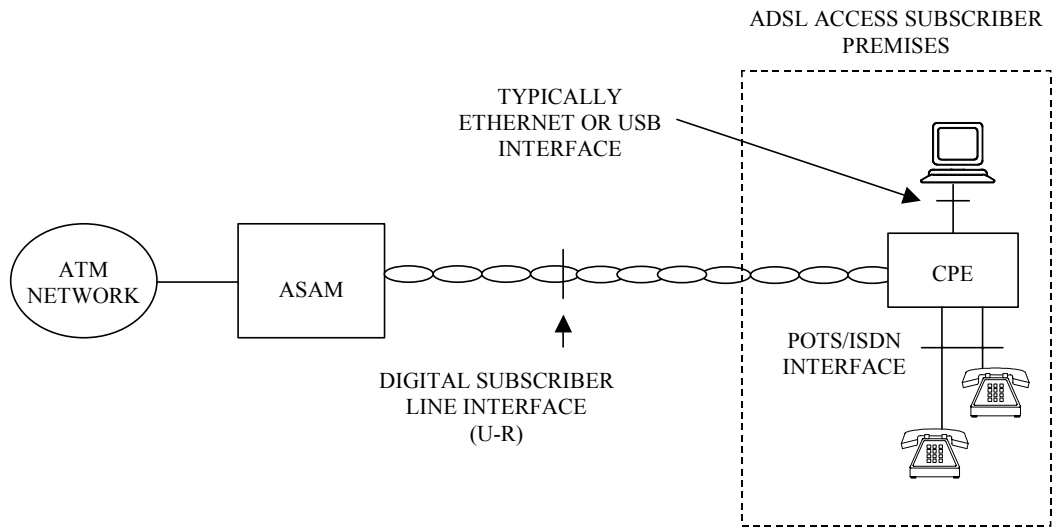 ADSL ACCESS SUBSCRIBER
PREMISES
TYPICALLY
ETHERNET OR USB
INTERFACE
ATM
NETWORK
ASAM
CPE
POTS/ISDN
INTERFACE
DIGITAL SUBSCRIBER
LINE INTERFACE
(U-R)